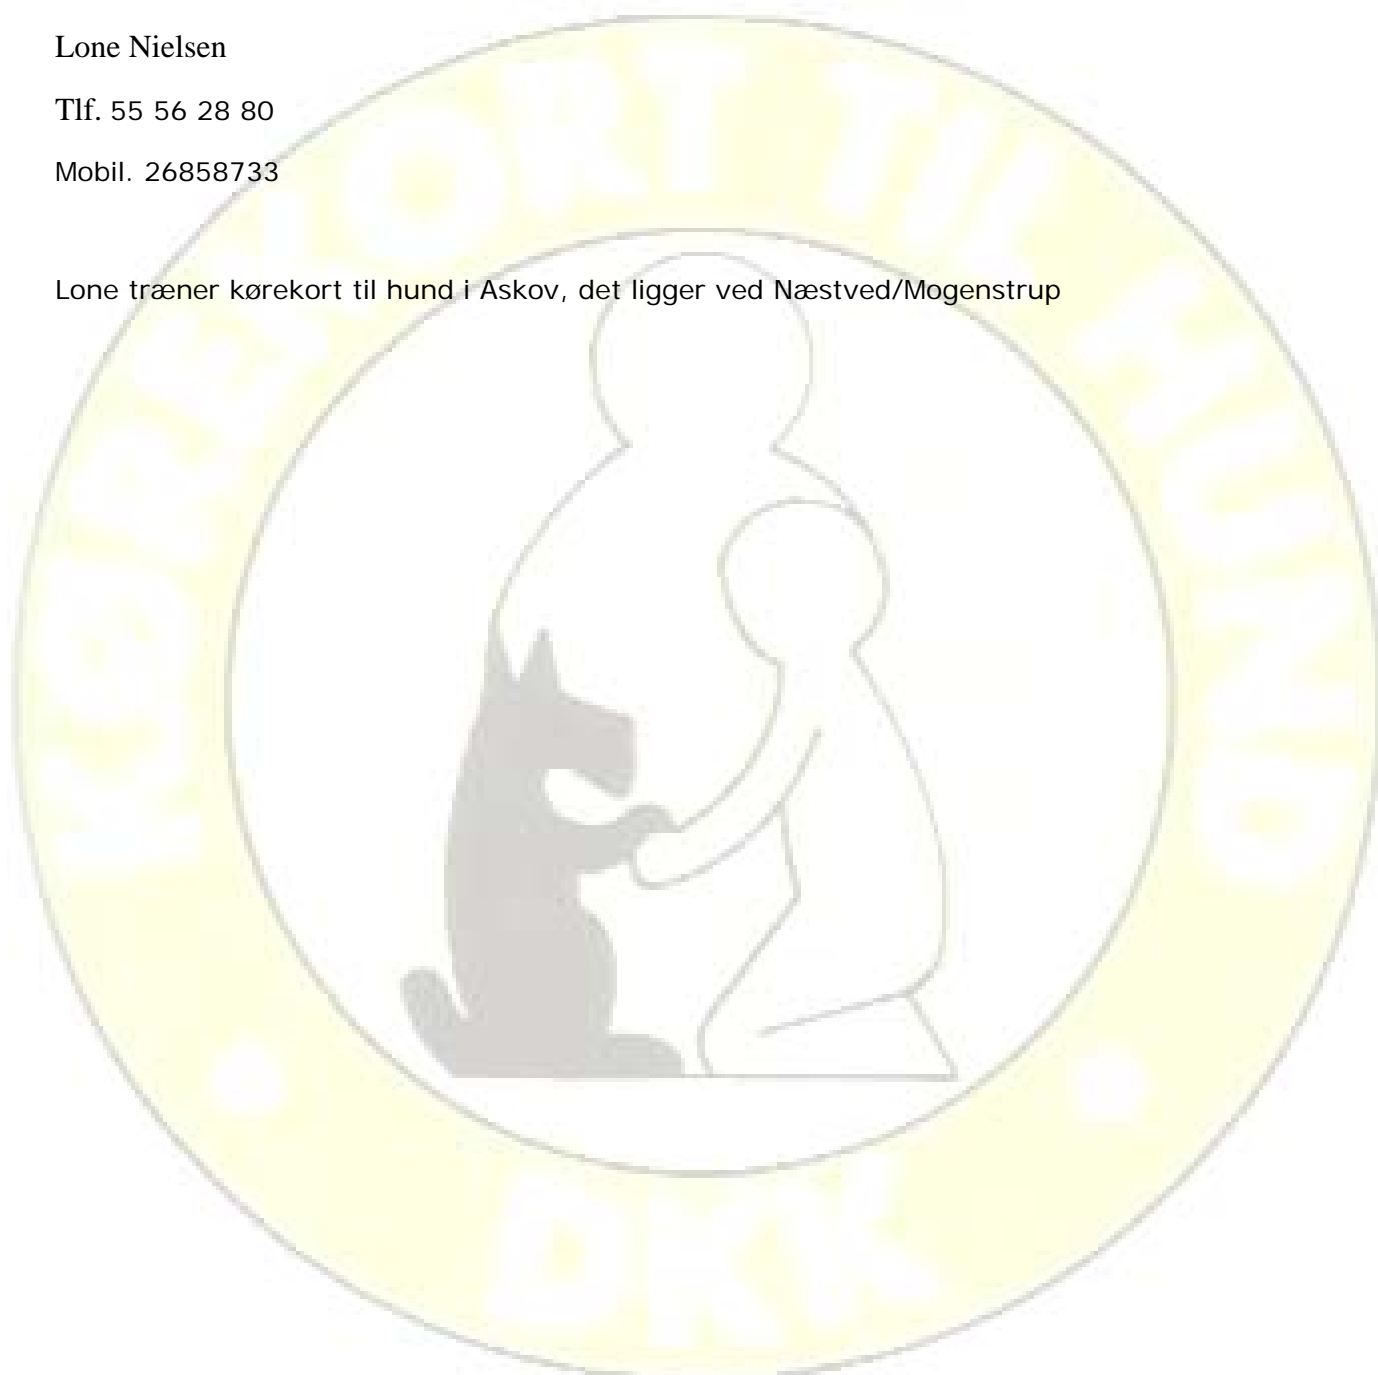 Lone Nielsen
Tlf. 55 56 28 80
Mobil. 26858733
Lone træner kørekort til hund i Askov, det ligger ved Næstved/Mogenstrup
KØREKORT TIL HUND
DKK